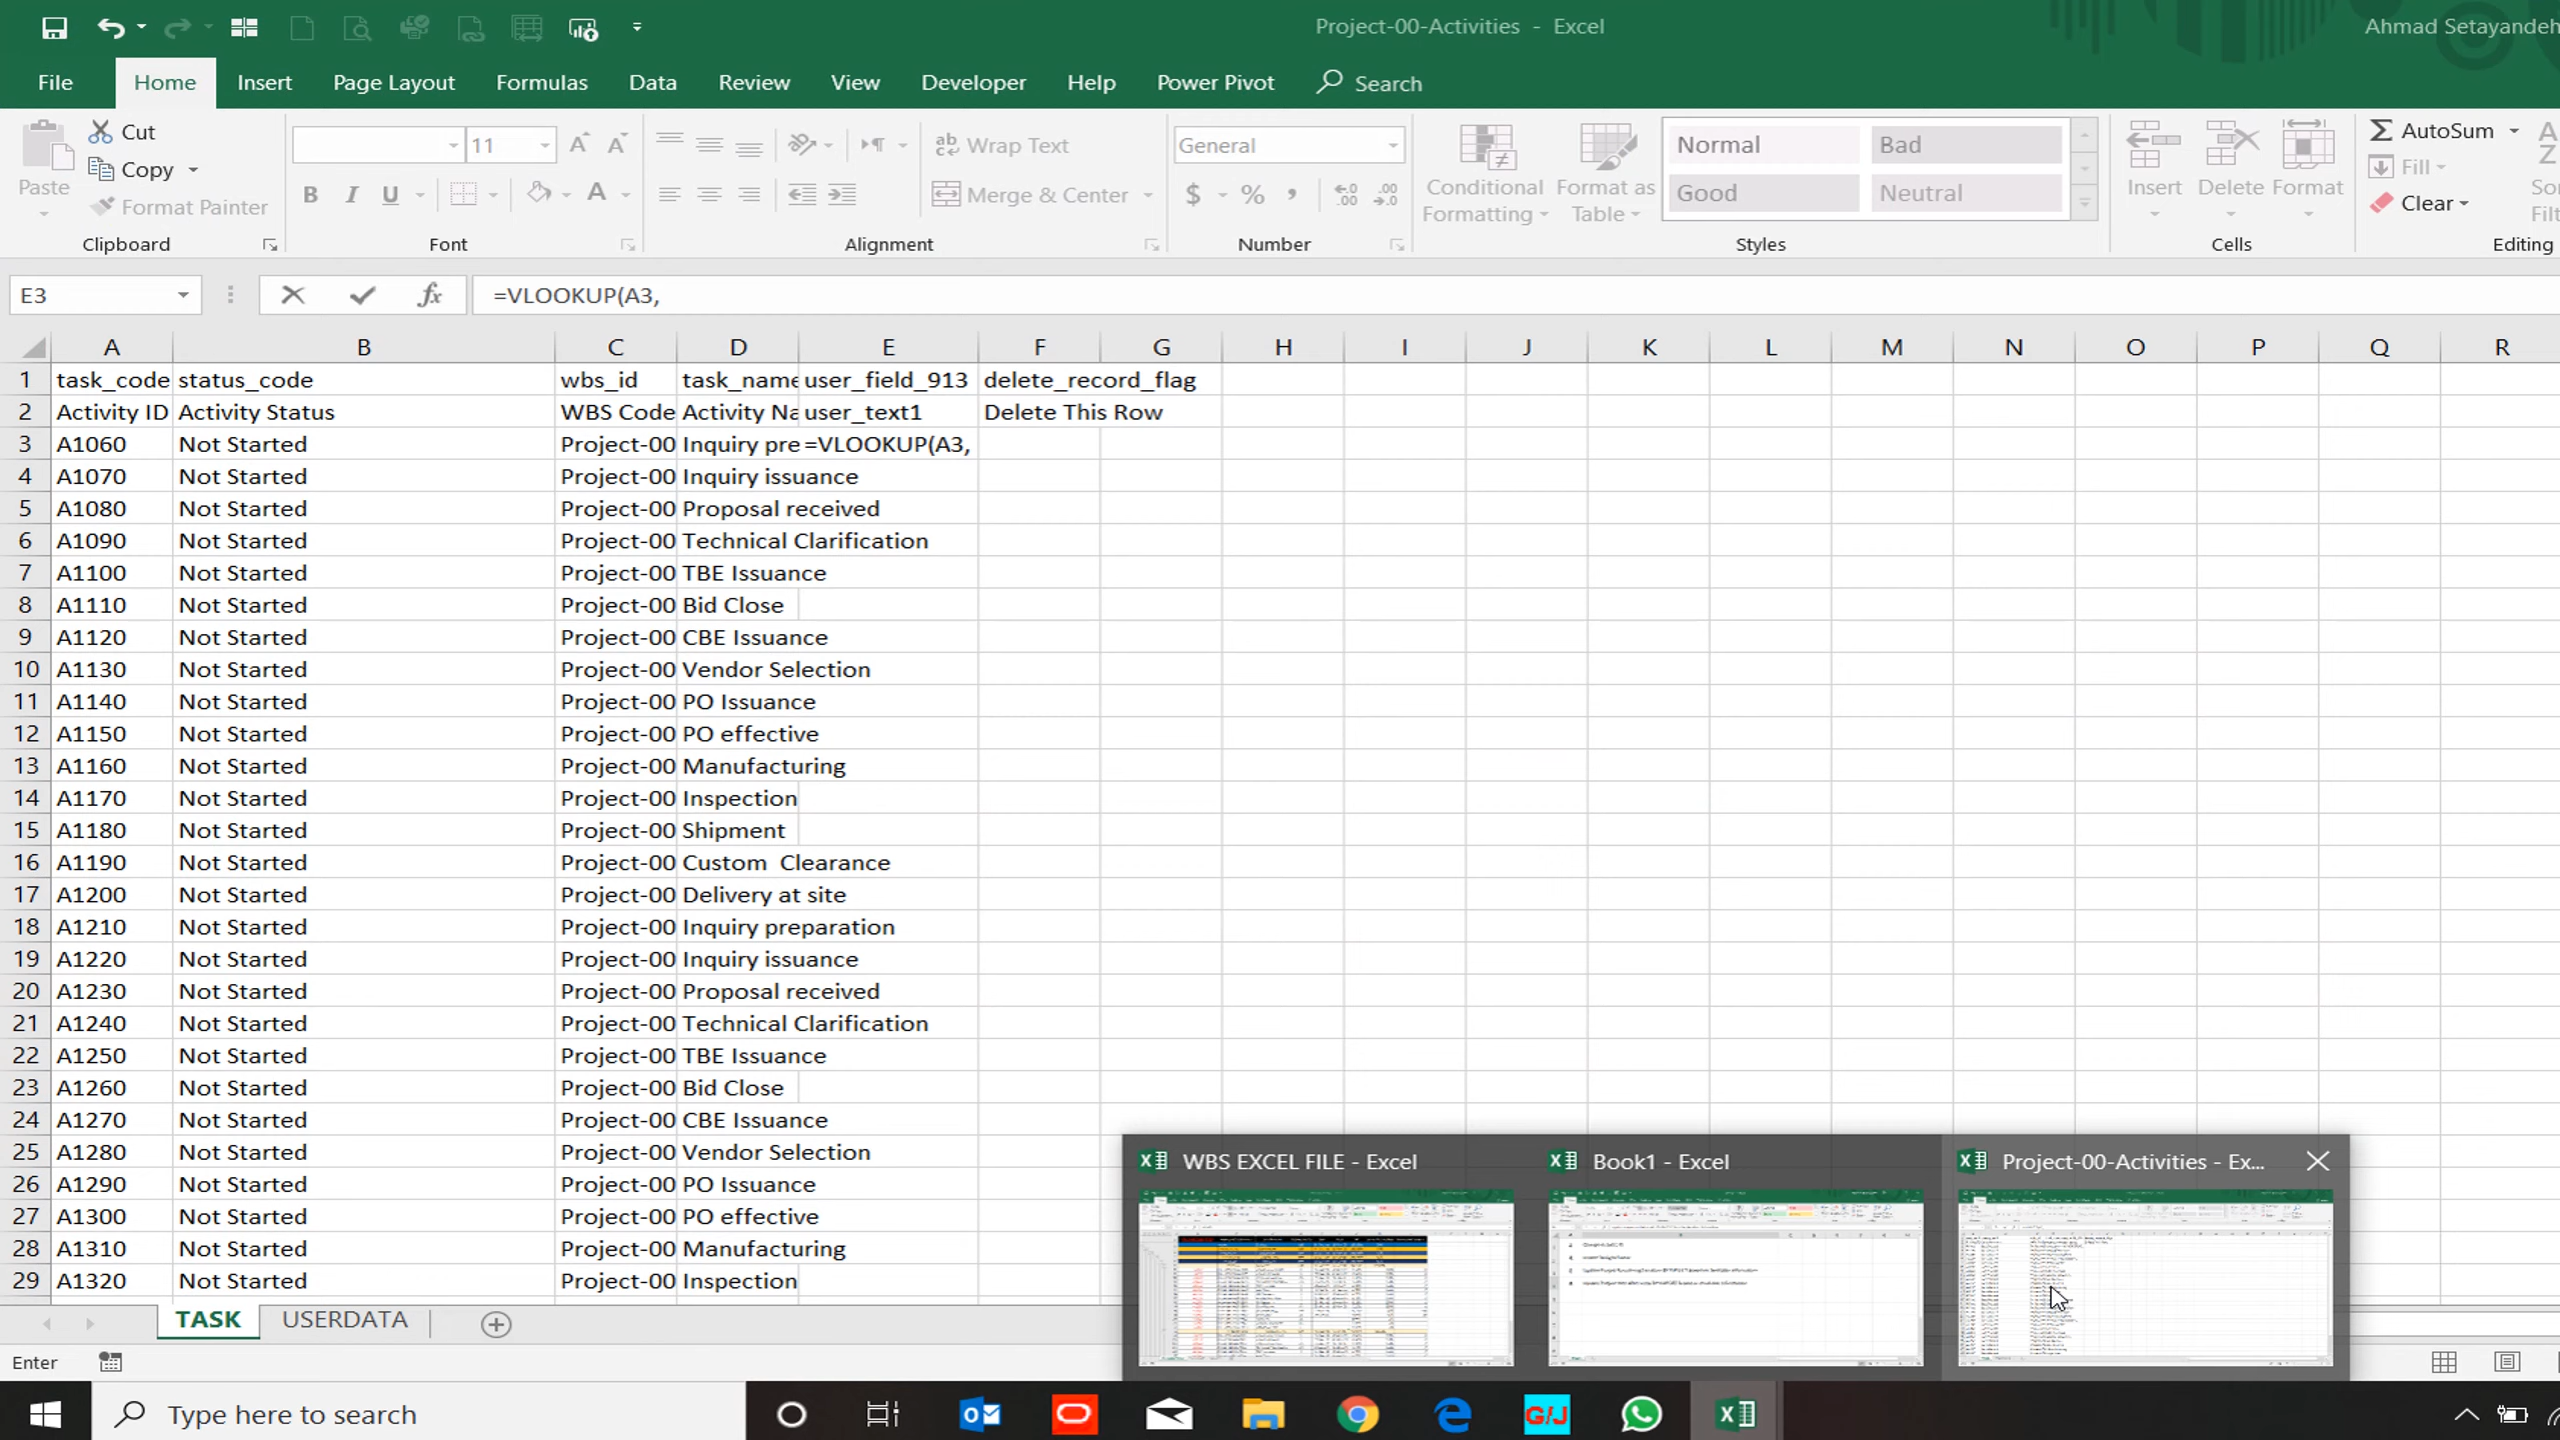 Project-00-Activities - Excel
Ahmad Setayandeh
File Home Insert Page Layout Formulas Data Review View Developer Help Power Pivot Search
Paste
Cut
Copy
Format Painter
Clipboard
11
B I U
Font
Wrap Text
Merge & Center
Alignment
General
$ % ,
Number
Conditional Formatting
Format as Table
Normal Bad
Good Neutral
Styles
Insert Delete Format
Cells
AutoSum
Fill
Clear
Editing
E3 fx =VLOOKUP(A3,
A B C D E F G H I J K L M N O P Q R
1 task_code status_code wbs_id task_name user_field_913 delete_record_flag
2 Activity ID Activity Status WBS Code Activity Na user_text1 Delete This Row
3 A1060 Not Started Project-00 Inquiry pre =VLOOKUP(A3,
4 A1070 Not Started Project-00 Inquiry issuance
5 A1080 Not Started Project-00 Proposal received
6 A1090 Not Started Project-00 Technical Clarification
7 A1100 Not Started Project-00 TBE Issuance
8 A1110 Not Started Project-00 Bid Close
9 A1120 Not Started Project-00 CBE Issuance
10 A1130 Not Started Project-00 Vendor Selection
11 A1140 Not Started Project-00 PO Issuance
12 A1150 Not Started Project-00 PO effective
13 A1160 Not Started Project-00 Manufacturing
14 A1170 Not Started Project-00 Inspection
15 A1180 Not Started Project-00 Shipment
16 A1190 Not Started Project-00 Custom  Clearance
17 A1200 Not Started Project-00 Delivery at site
18 A1210 Not Started Project-00 Inquiry preparation
19 A1220 Not Started Project-00 Inquiry issuance
20 A1230 Not Started Project-00 Proposal received
21 A1240 Not Started Project-00 Technical Clarification
22 A1250 Not Started Project-00 TBE Issuance
23 A1260 Not Started Project-00 Bid Close
24 A1270 Not Started Project-00 CBE Issuance
25 A1280 Not Started Project-00 Vendor Selection
26 A1290 Not Started Project-00 PO Issuance
27 A1300 Not Started Project-00 PO effective
28 A1310 Not Started Project-00 Manufacturing
29 A1320 Not Started Project-00 Inspection
WBS EXCEL FILE - Excel
Book1 - Excel
Project-00-Activities - Ex...
TASK USERDATA
Enter
Type here to search
G/J